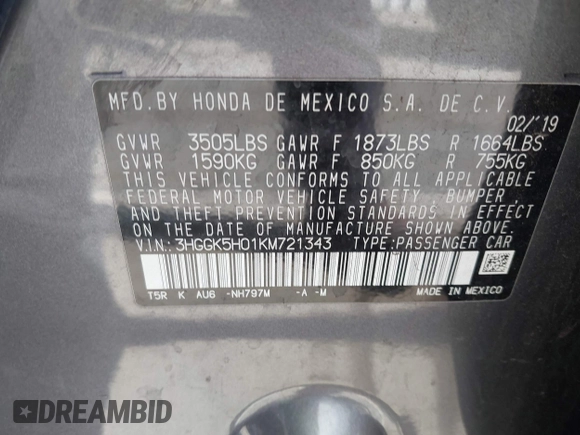 MFD. BY HONDA DE MEXICO S.A. DE C.V.
02/'19
GVWR 3505LBS GAWR F 1873LBS R 1664LBS
GVWR 1590KG GAWR F 850KG R 755KG
THIS VEHICLE CONFORMS TO ALL APPLICABLE
FEDERAL MOTOR VEHICLE SAFETY, BUMPER,
AND THEFT PREVENTION STANDARDS IN EFFECT
ON THE DATE OF MANUFACTURE SHOWN ABOVE.
V.I.N.: 3HGGK5H01KM721343 TYPE: PASSENGER CAR
T5R K AU6 -NH797M -A -M MADE IN MEXICO
DREAMBID